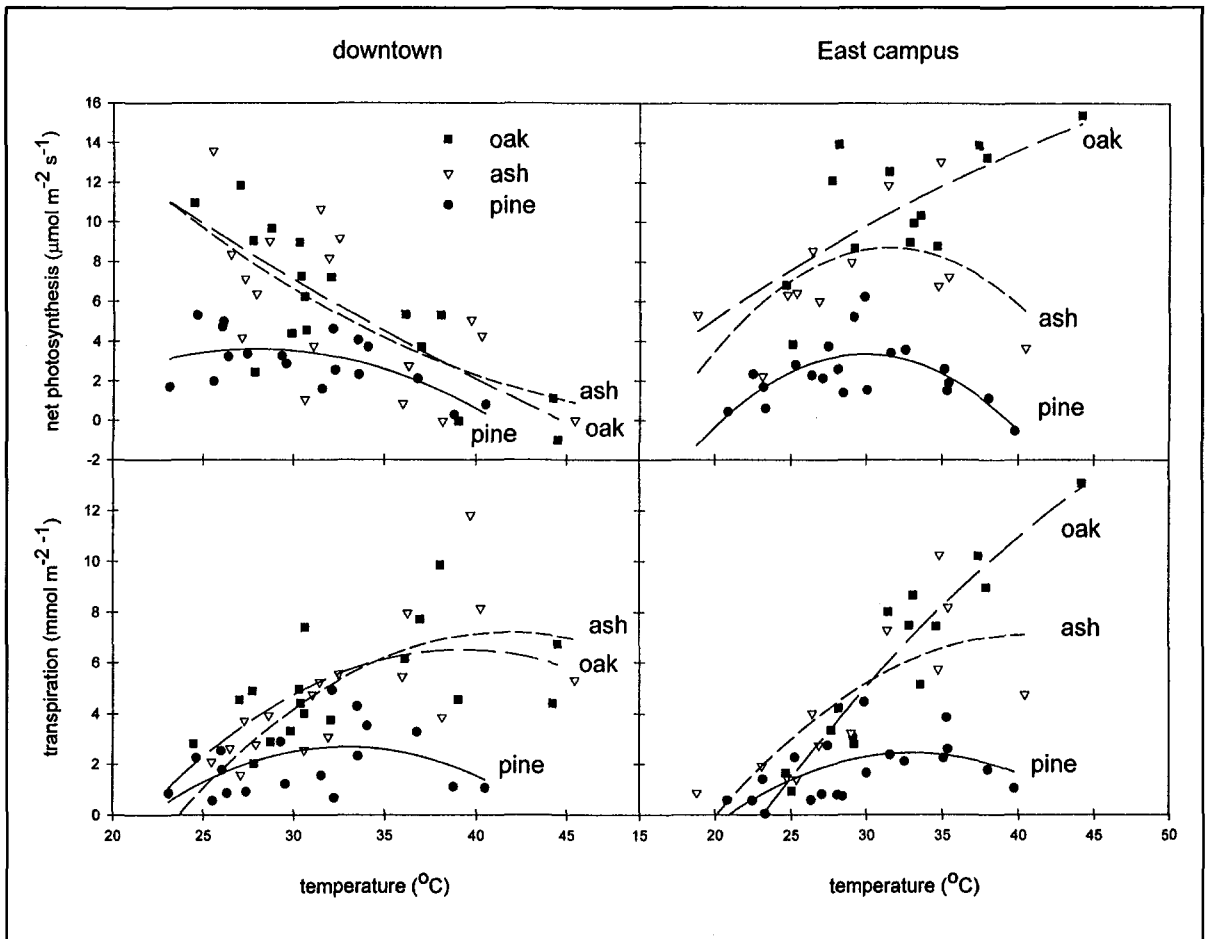 downtown
East campus
net photosynthesis (μmol m⁻² s⁻¹)
16
14
12
10
8
6
4
2
0
-2
oak
ash
pine
ash
oak
pine
oak
ash
pine
transpiration (mmol m⁻² ⁻¹)
12
10
8
6
4
2
0
ash
oak
pine
oak
ash
pine
20
25
30
35
40
45
15
20
25
30
35
40
45
50
temperature (°C)
temperature (°C)